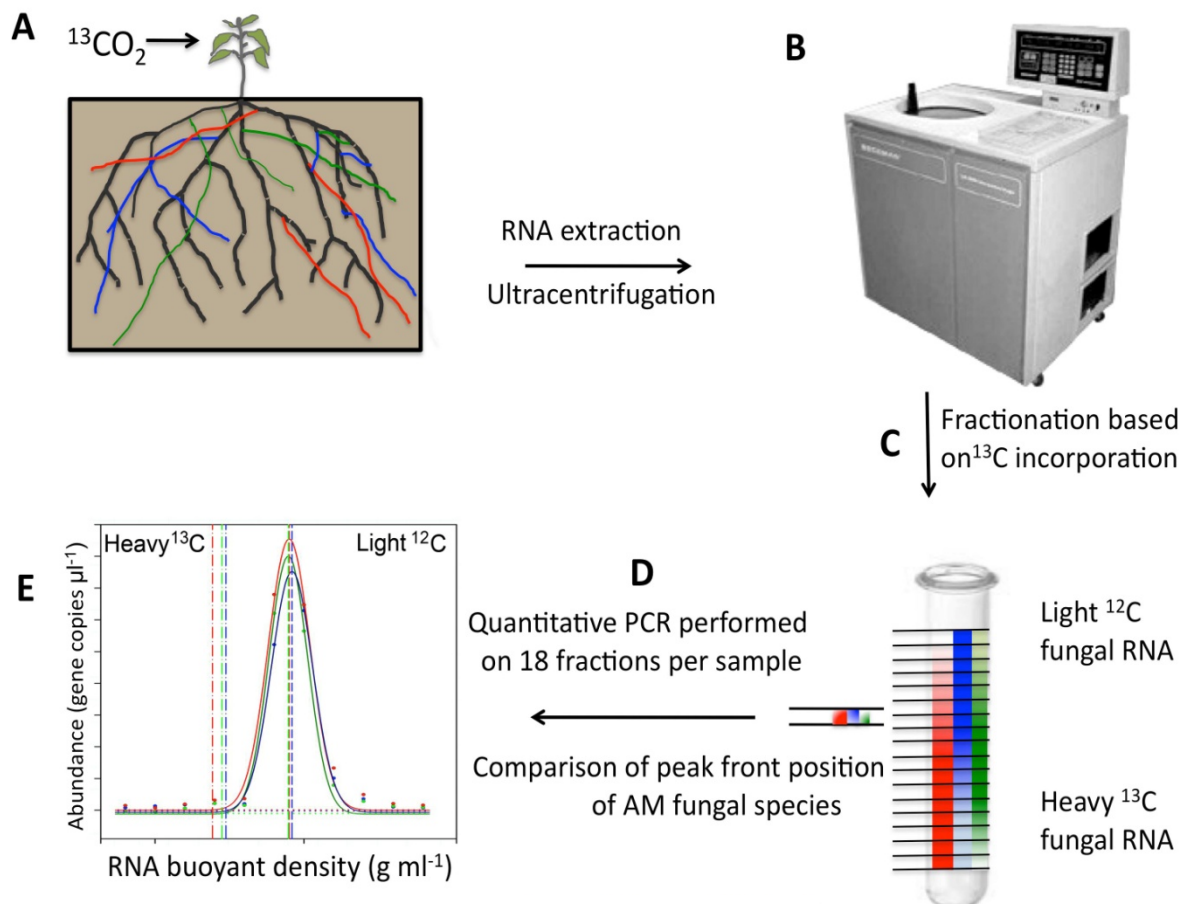 A
¹³CO₂
B
RNA extraction
Ultracentrifugation
C
Fractionation based
on¹³C incorporation
D
Quantitative PCR performed
on 18 fractions per sample
Comparison of peak front position
of AM fungal species
Light ¹²C
fungal RNA
Heavy ¹³C
fungal RNA
E
Heavy¹³C
Light ¹²C
Abundance (gene copies µl⁻¹)
RNA buoyant density (g ml⁻¹)